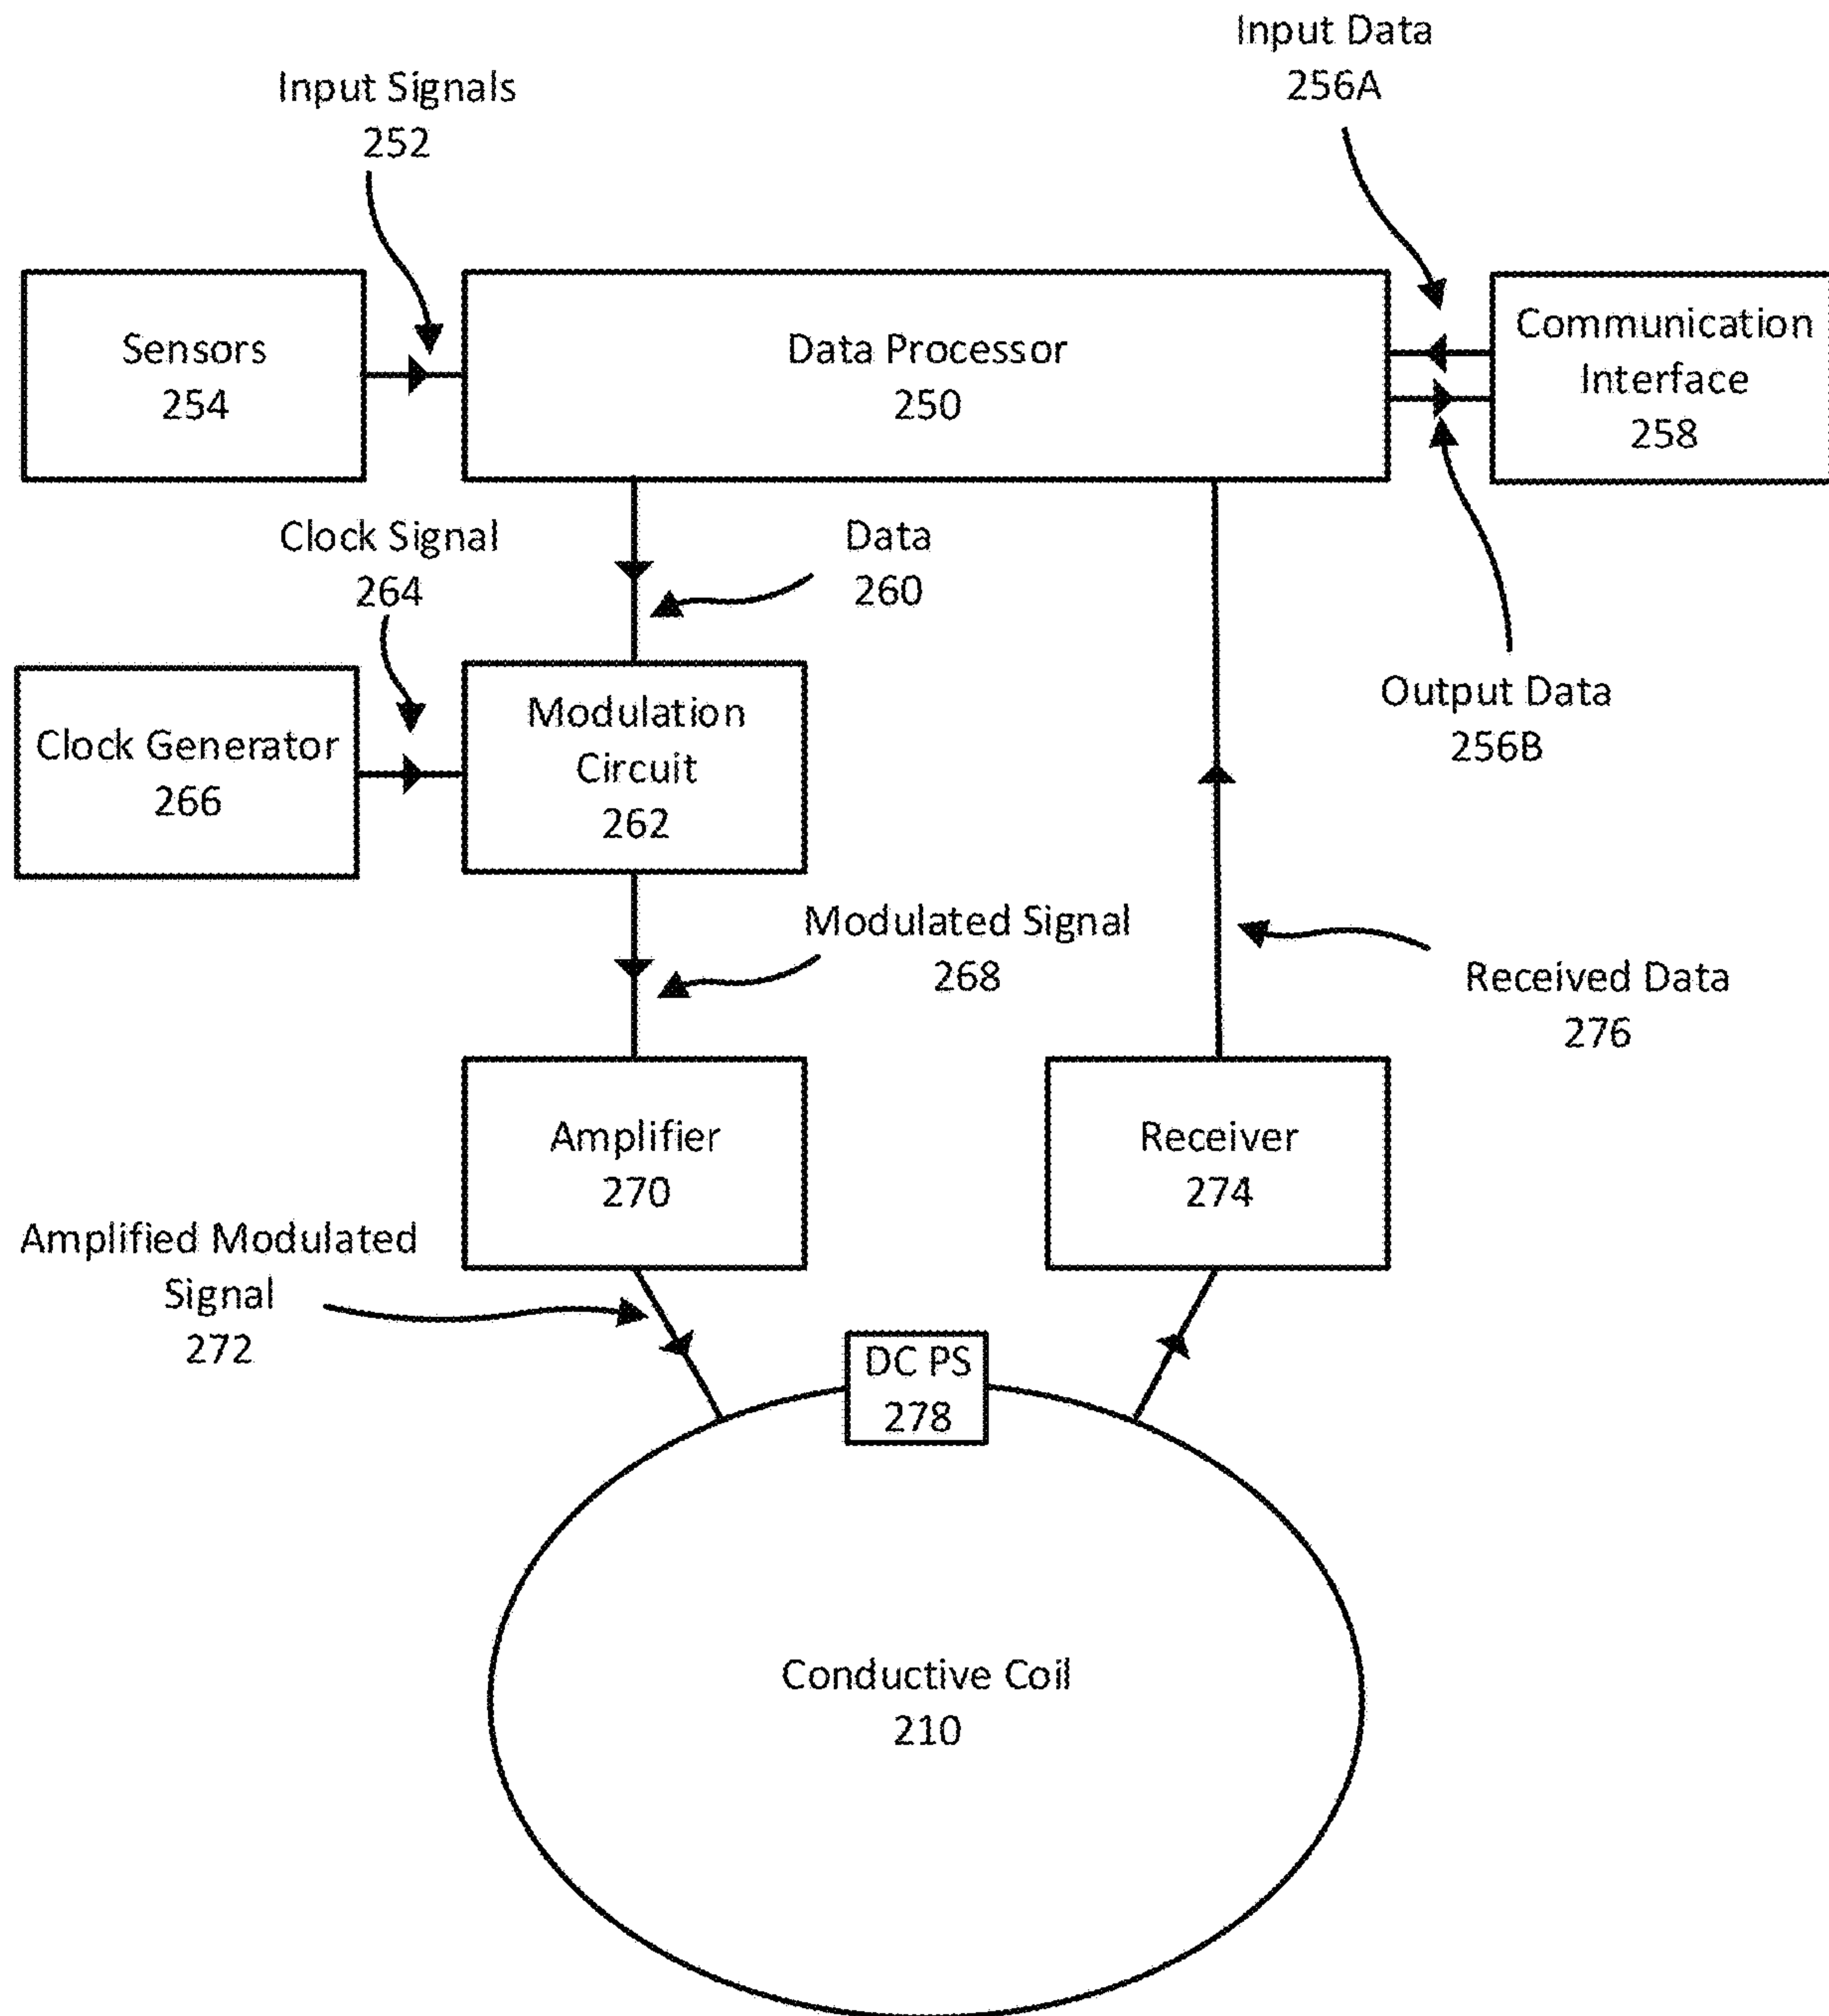 Input Data
256A
Input Signals
252
Sensors
254
Data Processor
250
Communication
Interface
258
Clock Signal
264
Data
260
Output Data
256B
Clock Generator
266
Modulation
Circuit
262
Modulated Signal
268
Received Data
276
Amplifier
270
Receiver
274
Amplified Modulated
Signal
272
DC PS
278
Conductive Coil
210